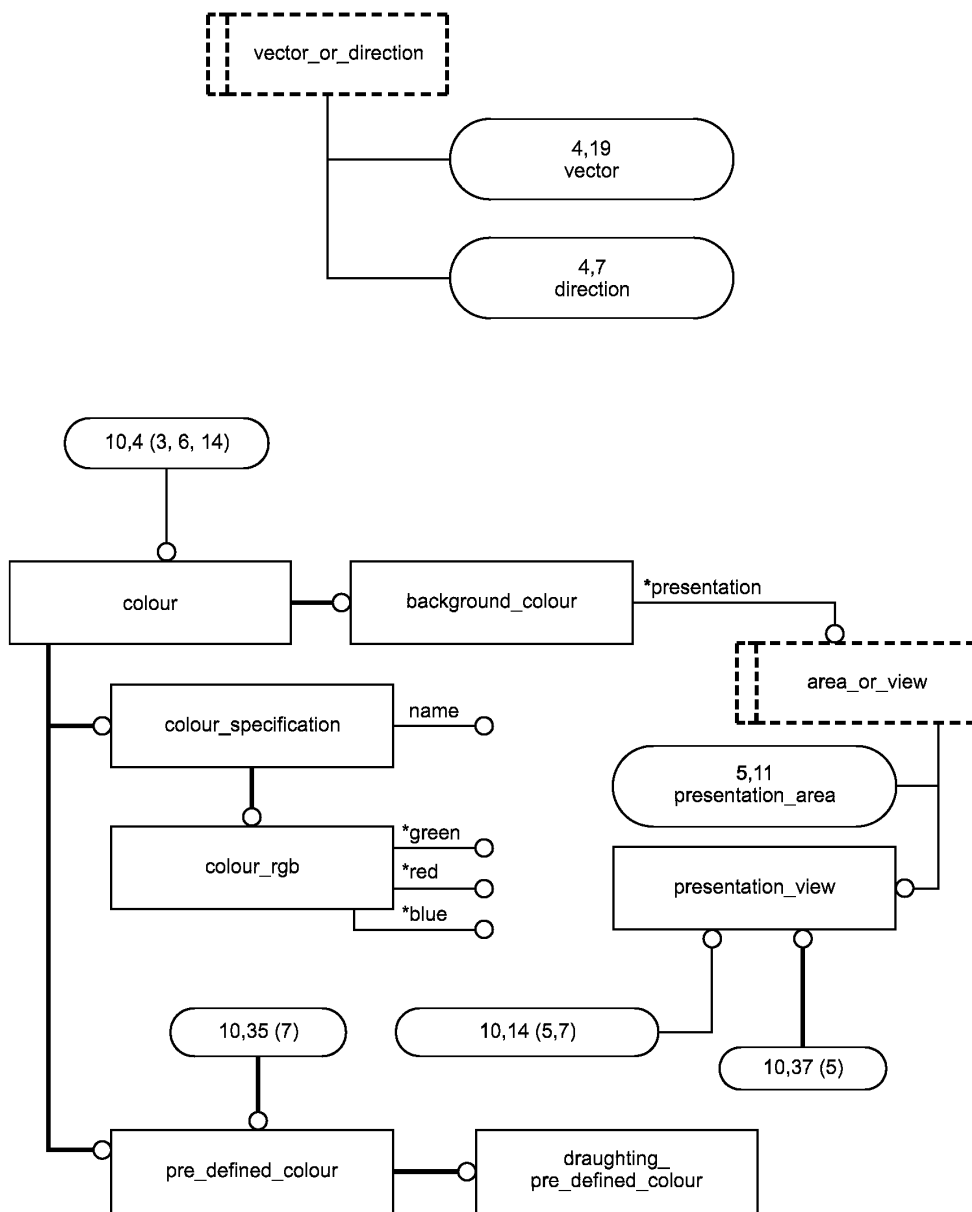 vector_or_direction
4,19
vector
4,7
direction
10,4 (3, 6, 14)
colour
background_colour
*presentation
area_or_view
colour_specification
name
5,11
presentation_area
colour_rgb
*green
*red
*blue
presentation_view
10,35 (7)
10,14 (5,7)
10,37 (5)
pre_defined_colour
draughting_
pre_defined_colour